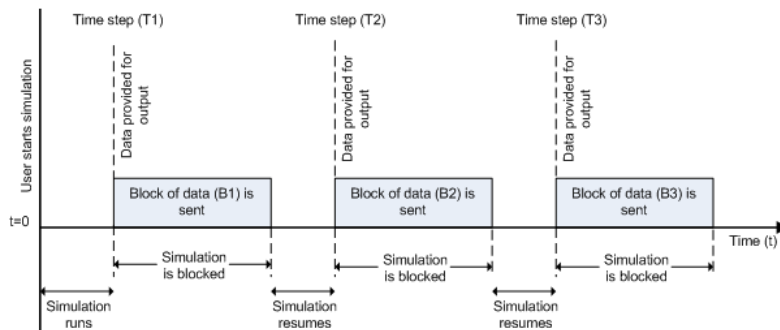 Time step (T1)
Time step (T2)
Time step (T3)
User starts simulation
Data provided for
output
Data provided for
output
Data provided for
output
Block of data (B1) is
sent
Block of data (B2) is
sent
Block of data (B3) is
sent
t=0
Time (t)
Simulation
is blocked
Simulation
is blocked
Simulation
is blocked
Simulation
runs
Simulation
resumes
Simulation
resumes